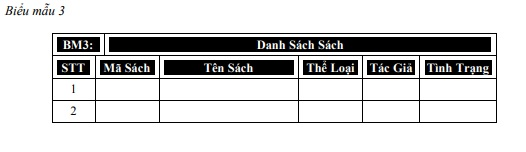 Biểu mẫu 3
BM3: Danh Sách Sách
STT Mã Sách Tên Sách Thể Loại Tác Giả Tình Trạng
1
2